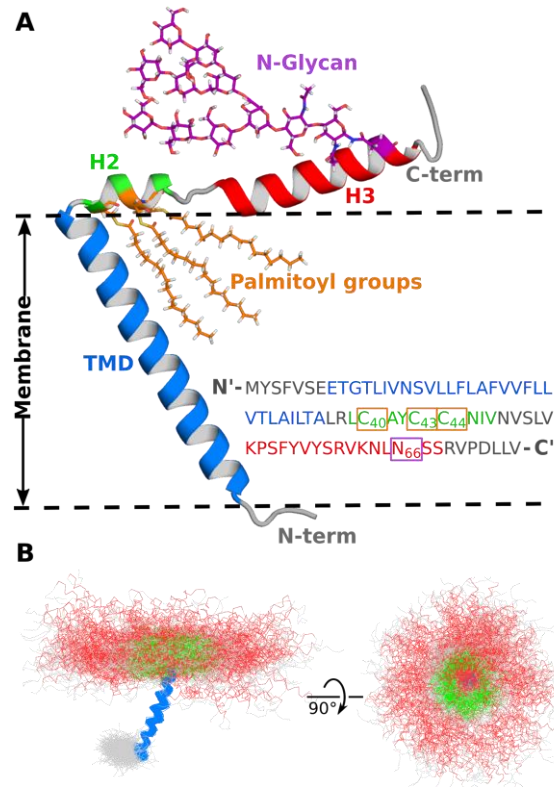 A
N-Glycan
H2
C-term
H3
Membrane
Palmitoyl groups
TMD
N'- MYSFVSEETGTLIVNSVLLFLAFVVFLL
VTLAILTALRLC40AYC43C44NIVNVSLV
KPSFYVYSRVKNLN66SSRVPDLLV - C'
N-term
B
90°